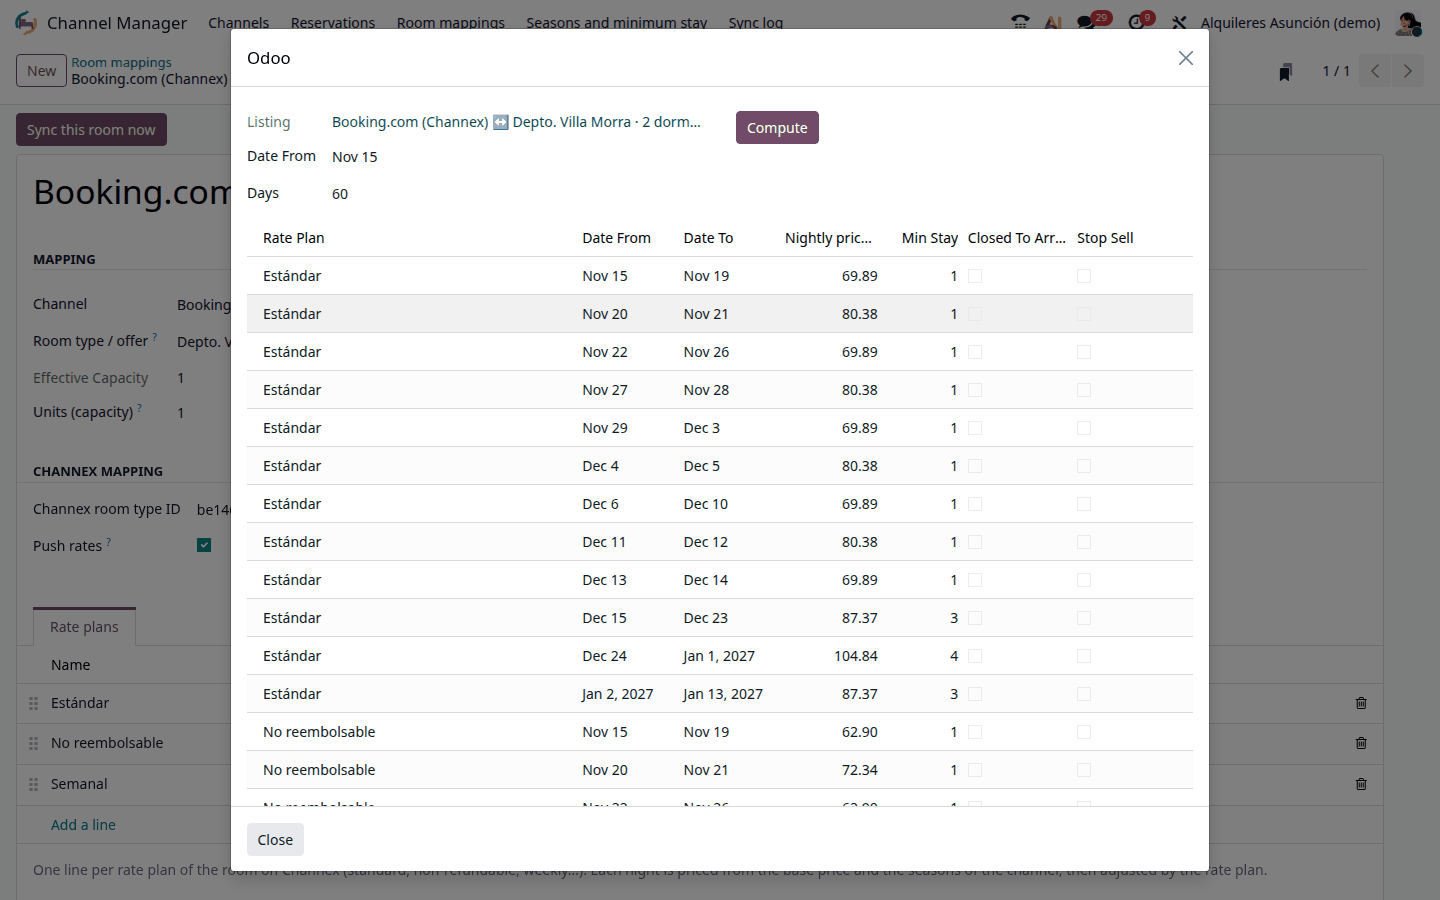 Channel Manager Channels Reservations Room mappings Seasons and minimum stay Sync log 29 9 Alquileres Asunción (demo)
New Room mappings
Booking.com (Channex)
1 / 1
Odoo
Sync this room now
Listing Booking.com (Channex) ↔ Depto. Villa Morra · 2 dorm... Compute
Date From Nov 15
Days 60
Booking.com
MAPPING
Channel Booking
Room type / offer ? Depto. V
Effective Capacity 1
Units (capacity) ? 1
CHANNEX MAPPING
Channex room type ID be14
Push rates ?
Rate plans
Name
Estándar
No reembolsable
Semanal
Add a line
Rate Plan Date From Date To Nightly pric... Min Stay Closed To Arr... Stop Sell
Estándar Nov 15 Nov 19 69.89 1
Estándar Nov 20 Nov 21 80.38 1
Estándar Nov 22 Nov 26 69.89 1
Estándar Nov 27 Nov 28 80.38 1
Estándar Nov 29 Dec 3 69.89 1
Estándar Dec 4 Dec 5 80.38 1
Estándar Dec 6 Dec 10 69.89 1
Estándar Dec 11 Dec 12 80.38 1
Estándar Dec 13 Dec 14 69.89 1
Estándar Dec 15 Dec 23 87.37 3
Estándar Dec 24 Jan 1, 2027 104.84 4
Estándar Jan 2, 2027 Jan 13, 2027 87.37 3
No reembolsable Nov 15 Nov 19 62.90 1
No reembolsable Nov 20 Nov 21 72.34 1
Close
One line per rate plan of the room on Channex (standard, non-refundable, weekly...). Each night is priced from the base price and the seasons of the channel, then adjusted by the rate plan.